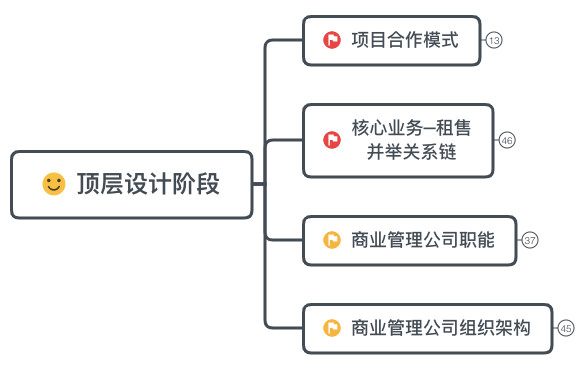 项目合作模式
13
核心业务—租售
并举关系链
46
顶层设计阶段
商业管理公司职能
37
商业管理公司组织架构
45